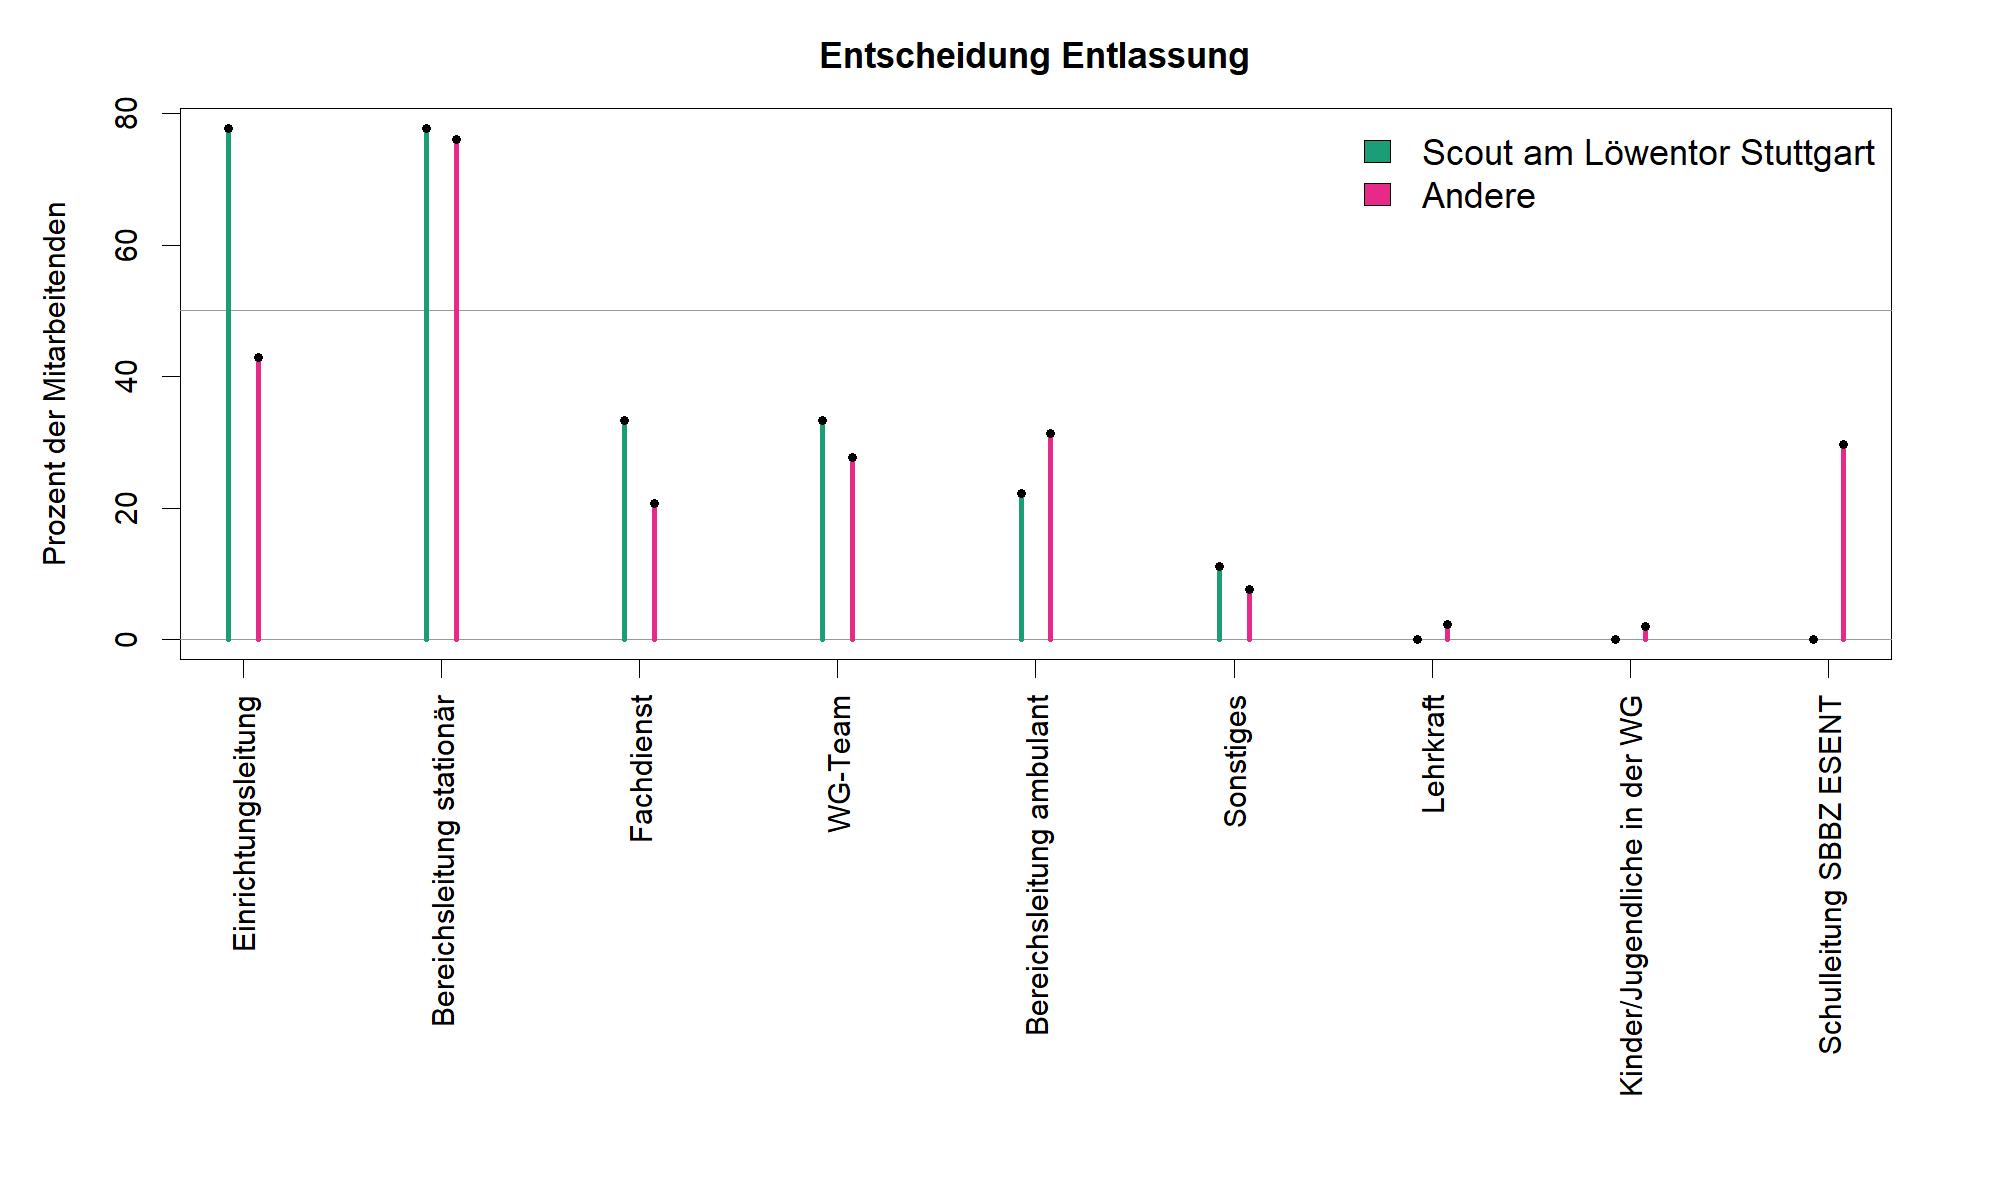 Entscheidung Entlassung
Prozent der Mitarbeitenden
80
60
40
20
0
Scout am Löwentor Stuttgart
Andere
Einrichtungsleitung
Bereichsleitung stationär
Fachdienst
WG-Team
Bereichsleitung ambulant
Sonstiges
Lehrkraft
Kinder/Jugendliche in der WG
Schulleitung SBBZ ESENT